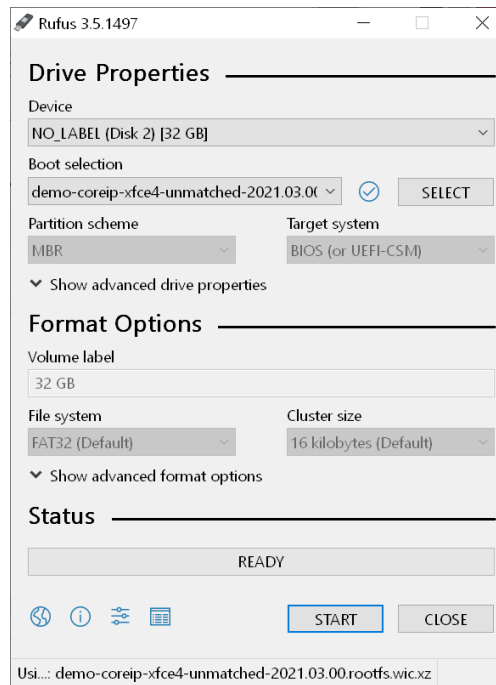 Rufus 3.5.1497
Drive Properties
Device
NO_LABEL (Disk 2) [32 GB]
Boot selection
demo-coreip-xfce4-unmatched-2021.03.00
SELECT
Partition scheme
Target system
MBR
BIOS (or UEFI-CSM)
Show advanced drive properties
Format Options
Volume label
32 GB
File system
Cluster size
FAT32 (Default)
16 kilobytes (Default)
Show advanced format options
Status
READY
START
CLOSE
Usi...: demo-coreip-xfce4-unmatched-2021.03.00.rootfs.wic.xz